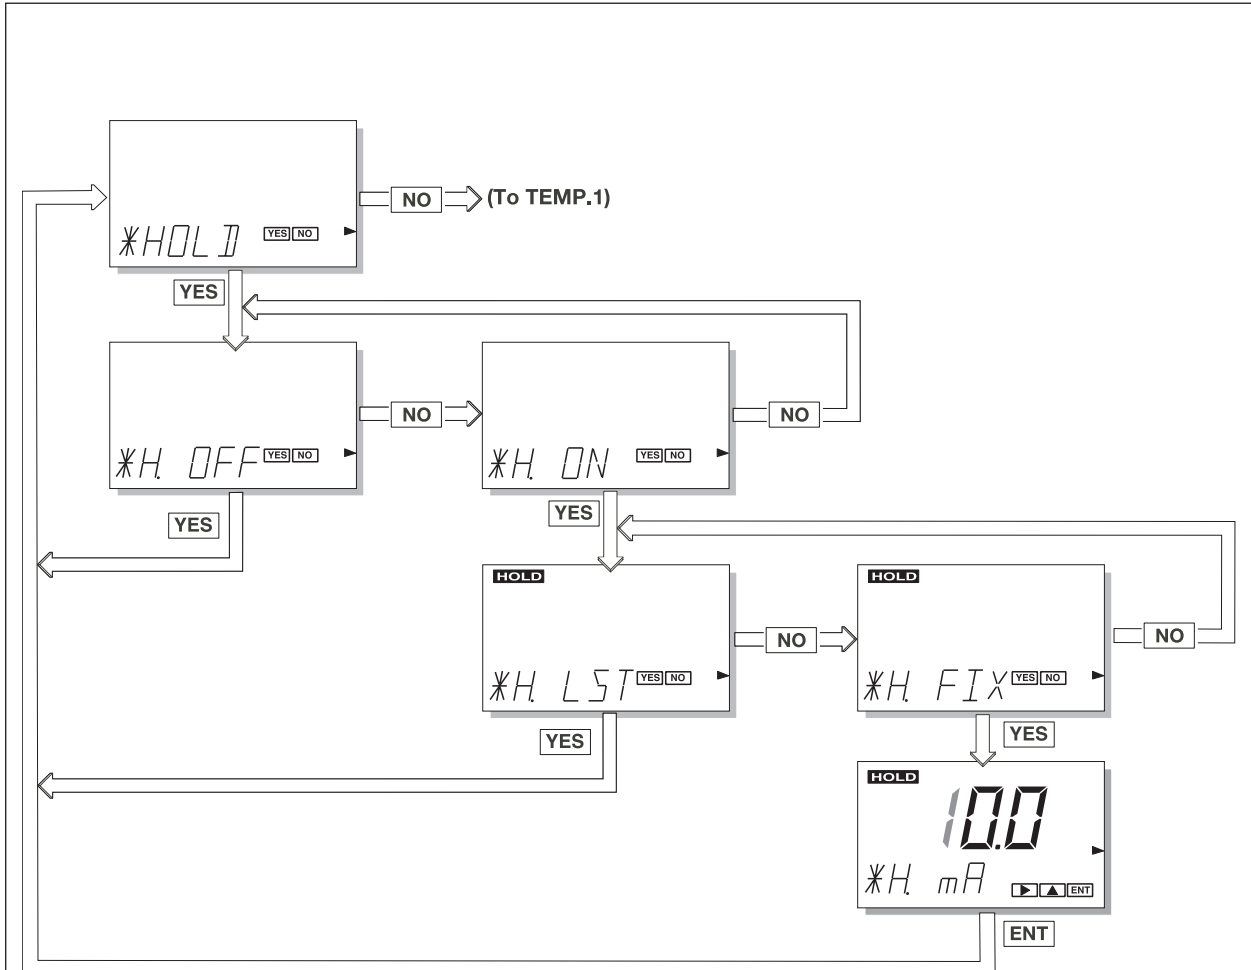 NO
(To TEMP.1)
*HOLD YES NO
YES
NO
NO
*H. OFF YES NO
*H. ON YES NO
YES
YES
HOLD
HOLD
NO
NO
*H. LST YES NO
*H. FIX YES NO
YES
YES
HOLD
10.0
*H. mA ENT
ENT